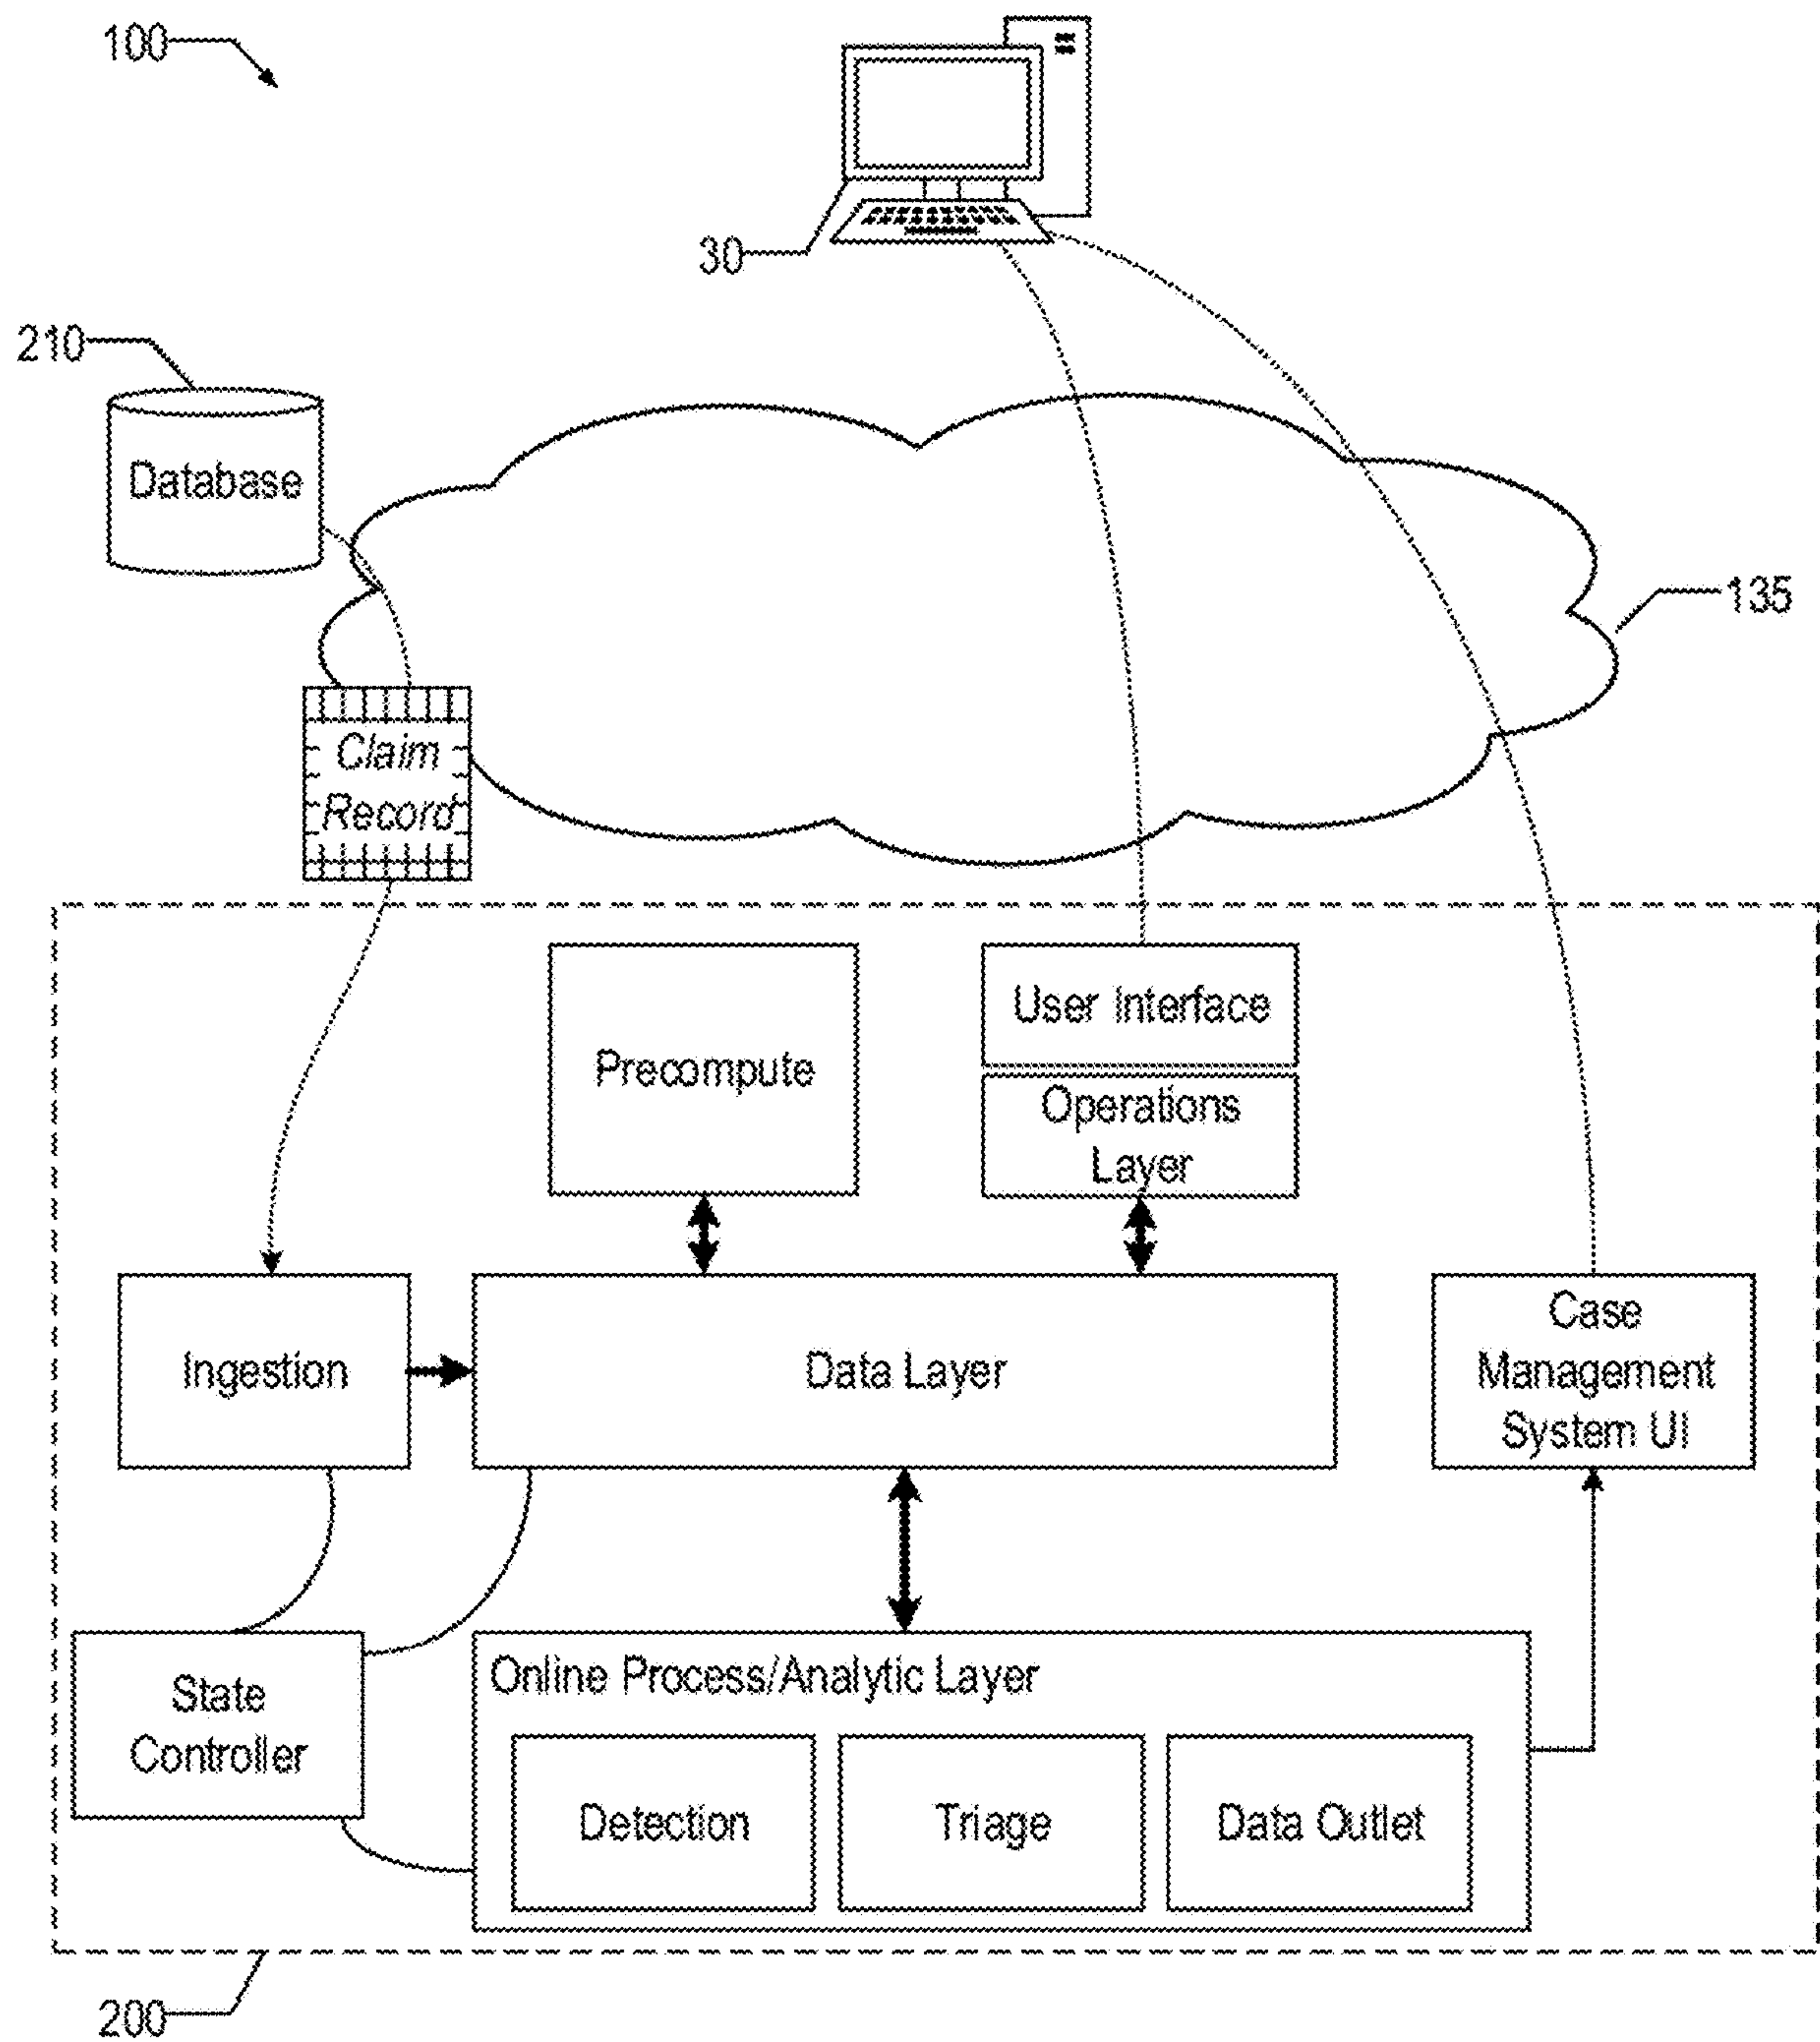 100
30
210
Database
135
Claim
Record
User Interface
Precompute
Operations
Layer
Case
Ingestion
Data Layer
Management
System UI
Online Process/Analytic Layer
State
Controller
Detection
Triage
Data Outlet
200